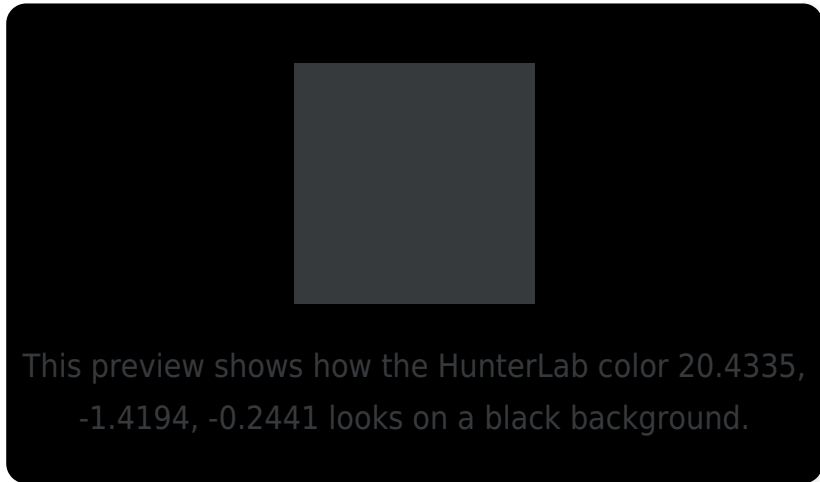 This preview shows how the HunterLab color 20.4335,
-1.4194, -0.2441 looks on a black background.